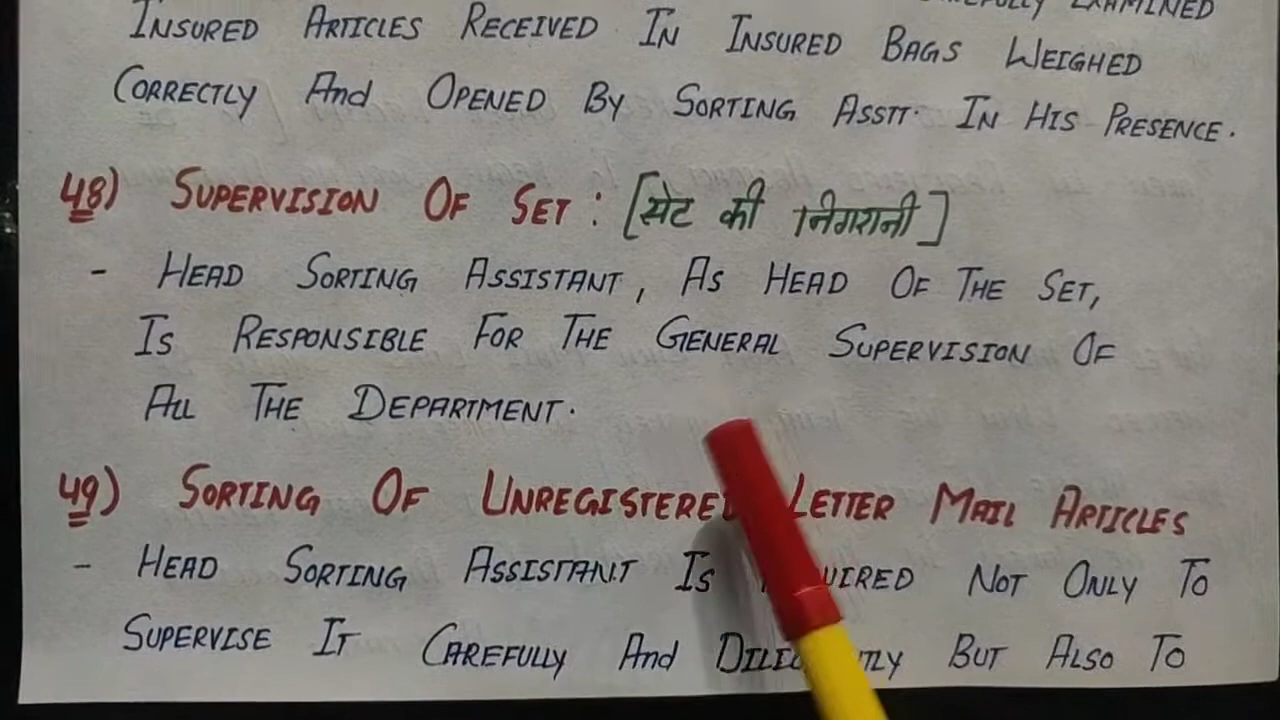 EXAMINED
INSURED ARTICLES RECEIVED IN INSURED BAGS WEIGHED
CORRECTLY AND OPENED BY SORTING ASSTT. IN HIS PRESENCE.
48) SUPERVISION OF SET : [सेट की निगरानी]
- HEAD SORTING ASSISTANT, AS HEAD OF THE SET,
IS RESPONSIBLE FOR THE GENERAL SUPERVISION OF
ALL THE DEPARTMENT.
49) SORTING OF UNREGISTERED LETTER MAIL ARTICLES
- HEAD SORTING ASSISTANT IS NOT ONLY TO
SUPERVISE IT CAREFULLY AND BUT ALSO TO